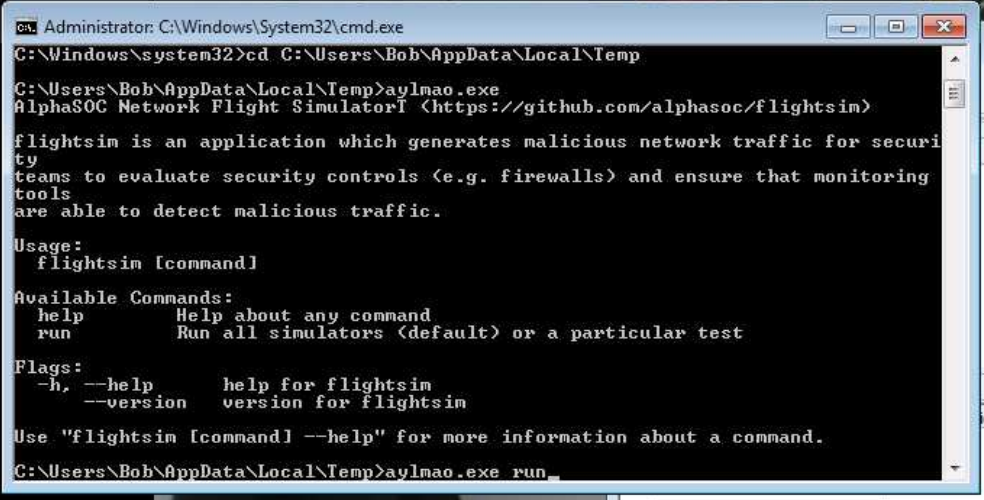 Administrator: C:\Windows\System32\cmd.exe
C:\Windows\system32>cd C:\Users\Bob\AppData\Local\Temp
C:\Users\Bob\AppData\Local\Temp>aylmao.exe
AlphaSOC Network Flight SimulatorT (https://github.com/alphasoc/flightsim)
flightsim is an application which generates malicious network traffic for securi
ty
teams to evaluate security controls (e.g. firewalls) and ensure that monitoring
tools
are able to detect malicious traffic.
Usage:
flightsim [command]
Available Commands:
help Help about any command
run Run all simulators (default) or a particular test
Flags:
-h, --help help for flightsim
--version version for flightsim
Use "flightsim [command] --help" for more information about a command.
C:\Users\Bob\AppData\Local\Temp>aylmao.exe run_